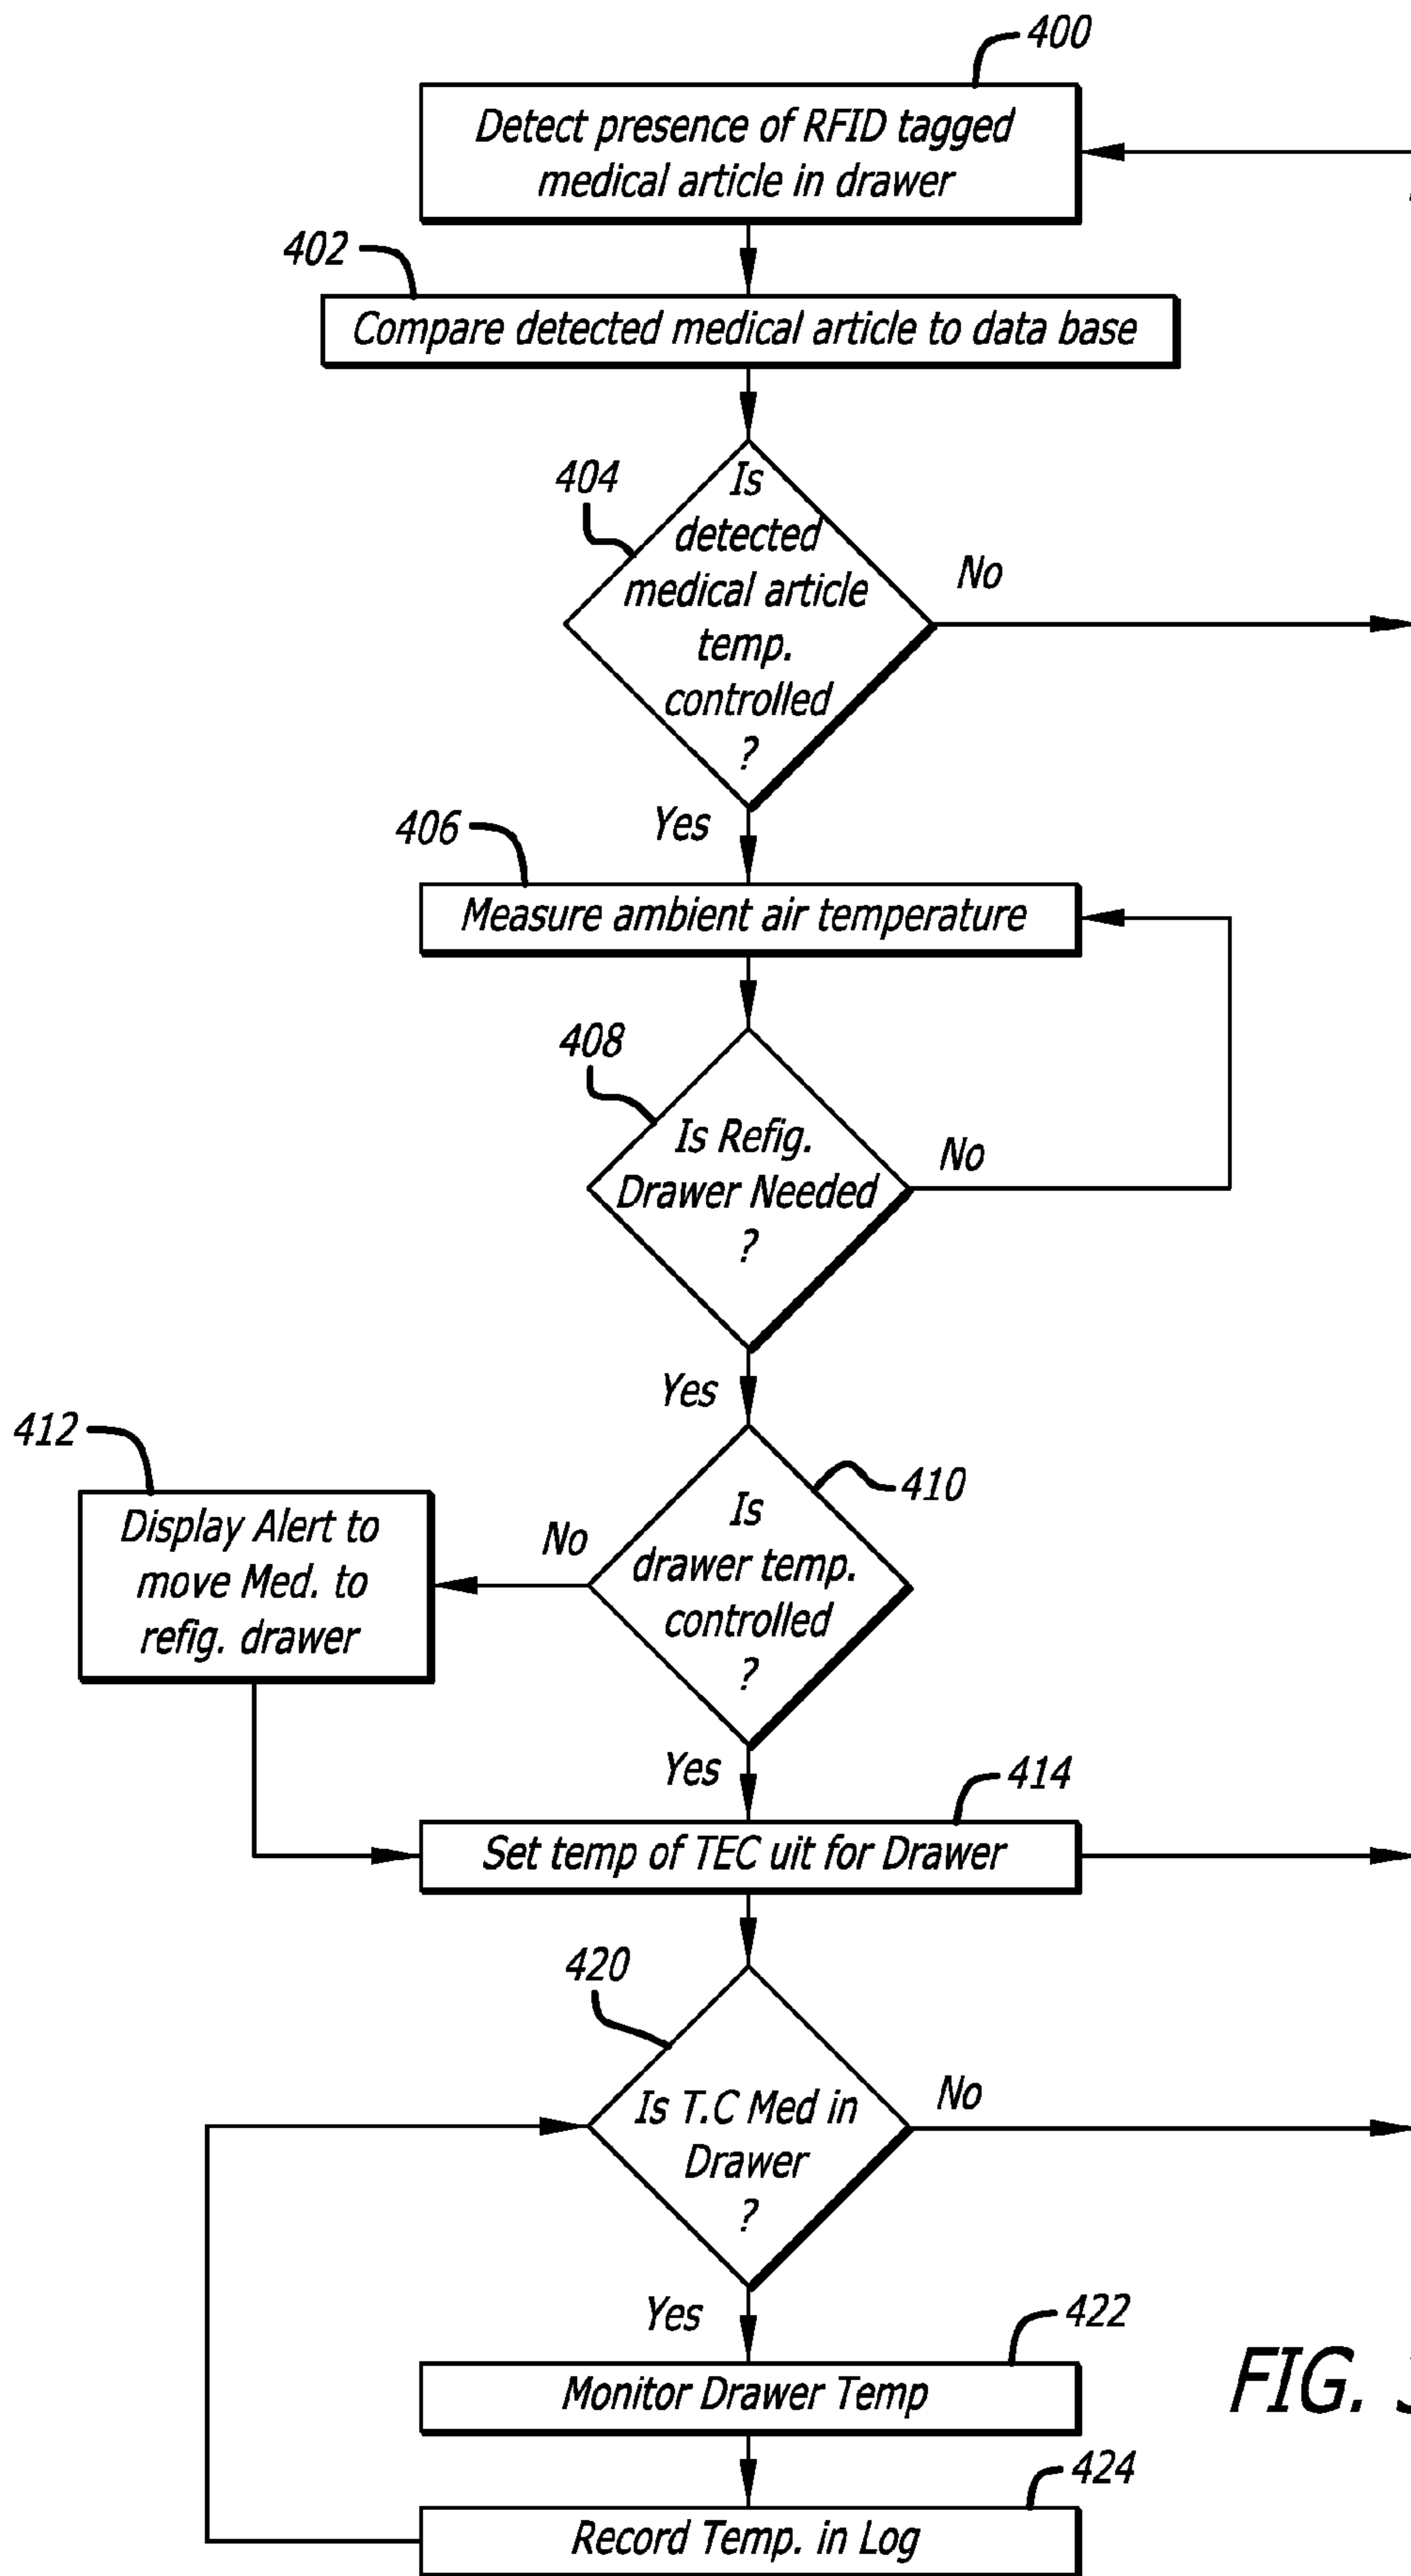 400
Detect presence of RFID tagged
medical article in drawer
402
Compare detected medical article to data base
404
Is
detected
medical article
temp.
controlled
?
No
Yes
406
Measure ambient air temperature
408
Is Refig.
Drawer Needed
?
No
Yes
410
412
Is
drawer temp.
controlled
?
No
Display Alert to
move Med. to
refig. drawer
Yes
414
Set temp of TEC uit for Drawer
420
Is T.C Med in
Drawer
?
No
Yes
422
Monitor Drawer Temp
FIG.
424
Record Temp. in Log